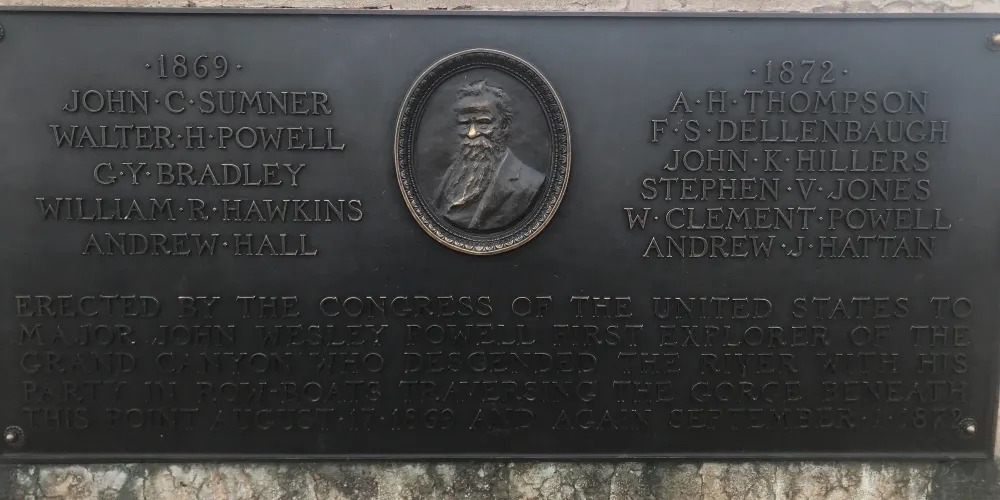 ·1869·
JOHN·C·SUMNER
WALTER·H·POWELL
G·Y·BRADLEY
WILLIAM·R·HAWKINS
ANDREW·HALL
·1872·
A·H·THOMPSON
F·S·DELLENBAUGH
JOHN·K·HILLERS
STEPHEN·V·JONES
W·CLEMENT·POWELL
ANDREW·J·HATTAN
ERECTED BY THE CONGRESS OF THE UNITED STATES TO
MAJOR JOHN WESLEY POWELL FIRST EXPLORER OF THE
GRAND CANYON WHO DESCENDED THE RIVER WITH HIS
PARTY IN ROW-BOATS TRAVERSING THE GORGE BENEATH
THIS POINT AUGUST·17·1869 AND AGAIN SEPTEMBER·1·1872